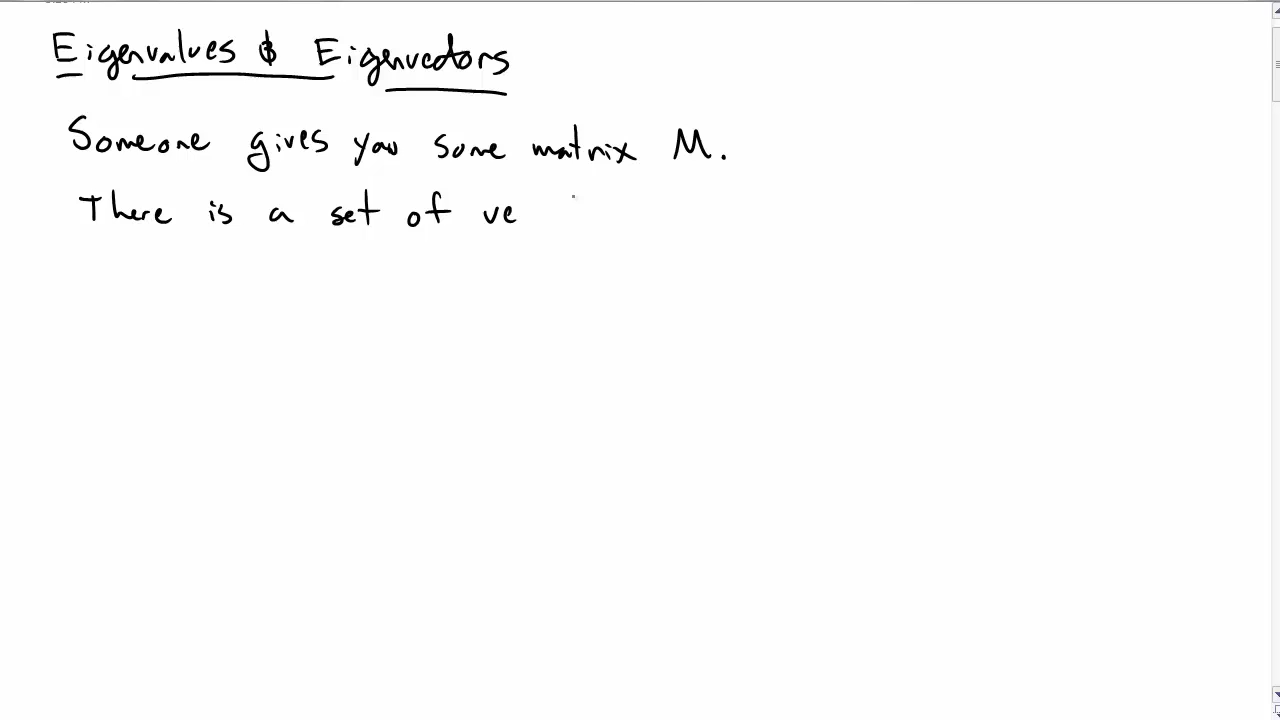 Eigenvalues & Eigenvectors
Someone gives you some matrix M.
There is a set of ve